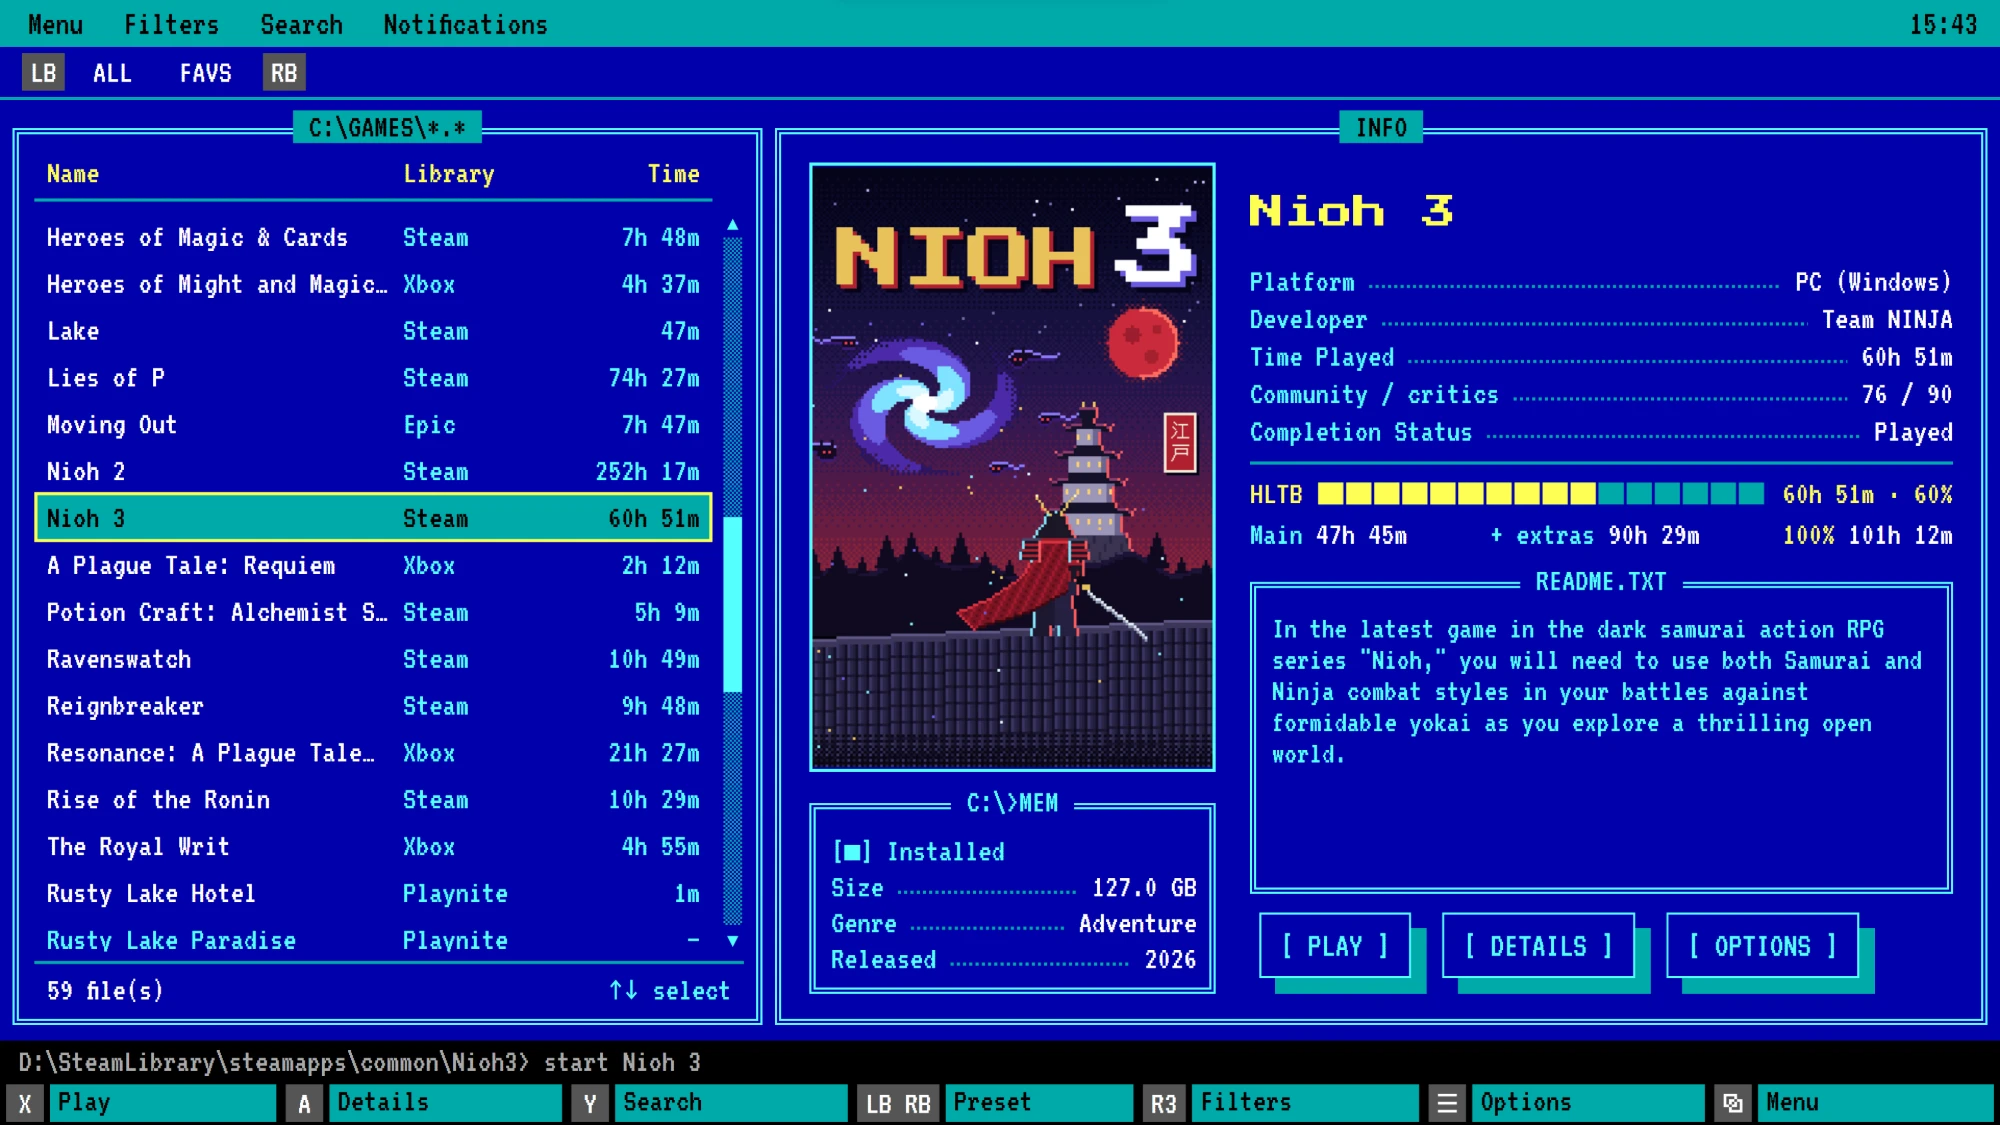 Menu Filters Search Notifications 15:43
LB ALL FAVS RB
C:\GAMES\*.*
Name Library Time
Heroes of Magic & Cards Steam 7h 48m
Heroes of Might and Magic… Xbox 4h 37m
Lake Steam 47m
Lies of P Steam 74h 27m
Moving Out Epic 7h 47m
Nioh 2 Steam 252h 17m
Nioh 3 Steam 60h 51m
A Plague Tale: Requiem Xbox 2h 12m
Potion Craft: Alchemist S… Steam 5h 9m
Ravenswatch Steam 10h 49m
Reignbreaker Steam 9h 48m
Resonance: A Plague Tale… Xbox 21h 27m
Rise of the Ronin Steam 10h 29m
The Royal Writ Xbox 4h 55m
Rusty Lake Hotel Playnite 1m
Rusty Lake Paradise Playnite –
59 file(s) ↑↓ select
INFO
NIOH 3
江戸
C:\>MEM
[■] Installed
Size 127.0 GB
Genre Adventure
Released 2026
Nioh 3
Platform PC (Windows)
Developer Team NINJA
Time Played 60h 51m
Community / critics 76 / 90
Completion Status Played
HLTB 60h 51m · 60%
Main 47h 45m + extras 90h 29m 100% 101h 12m
README.TXT
In the latest game in the dark samurai action RPG
series "Nioh," you will need to use both Samurai and
Ninja combat styles in your battles against
formidable yokai as you explore a thrilling open
world.
[ PLAY ] [ DETAILS ] [ OPTIONS ]
D:\SteamLibrary\steamapps\common\Nioh3> start Nioh 3
X Play A Details Y Search LB RB Preset R3 Filters ☰ Options Menu